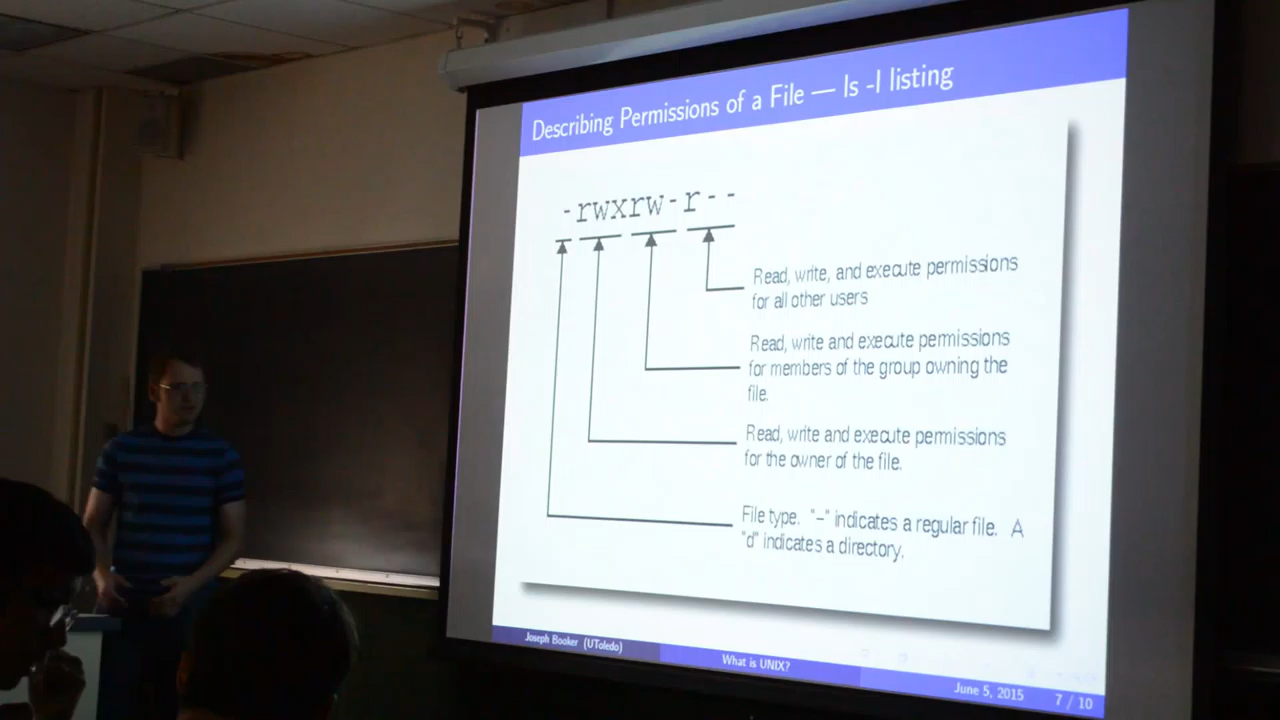 Describing Permissions of a File — ls -l listing
-rwxrw-r--
Read, write, and execute permissions
for all other users
Read, write and execute permissions
for members of the group owning the
file.
Read, write and execute permissions
for the owner of the file.
File type. "–" indicates a regular file. A
"d" indicates a directory.
Joseph Booker (UToledo)
What is UNIX?
June 5, 2015
7 / 10